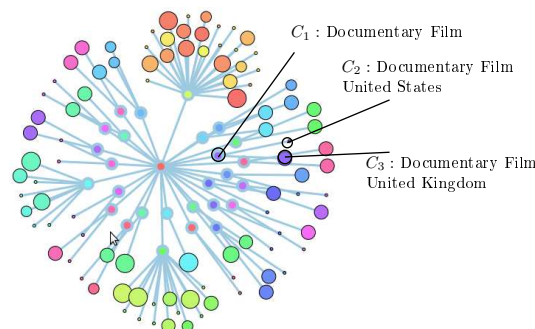 C1 : Documentary Film
C2 : Documentary Film
United States
C3 : Documentary Film
United Kingdom